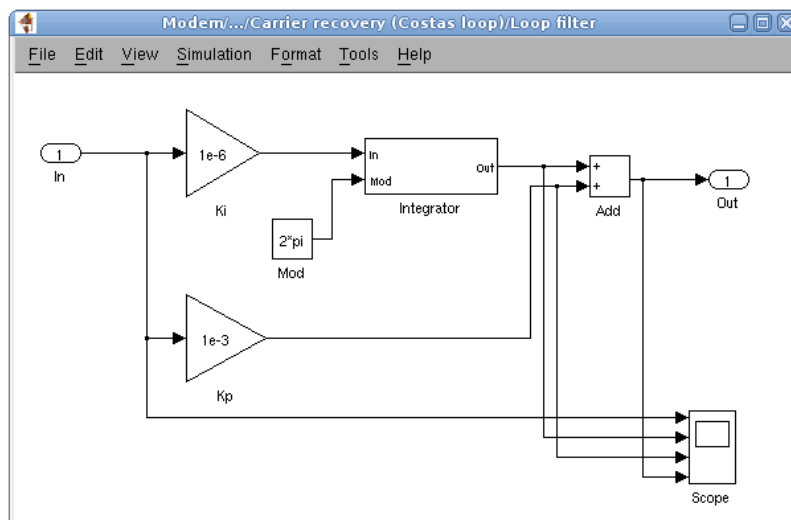 Modem/.../Carrier recovery (Costas loop)/Loop filter
File Edit View Simulation Format Tools Help
1
In
1e-6
Ki
In
Mod
Out
Integrator
2*pi
Mod
+
+
Add
1
Out
1e-3
Kp
Scope